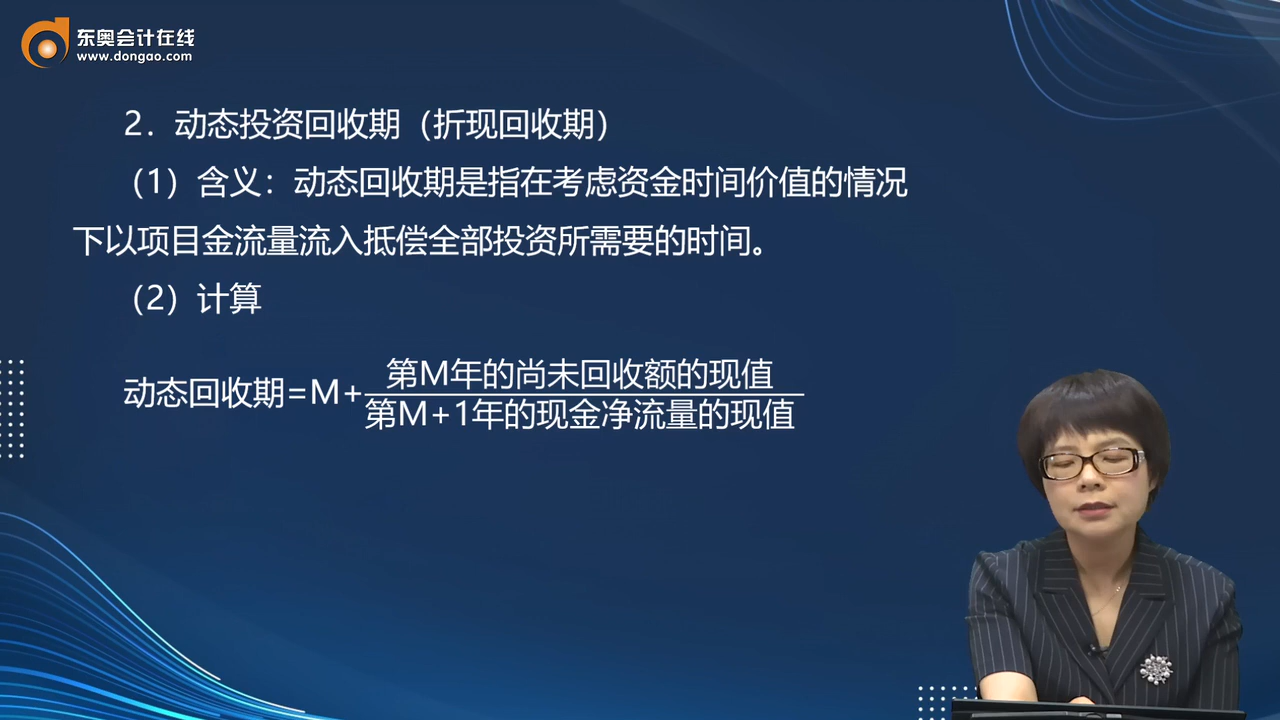 东奥会计在线
www.dongao.com
2．动态投资回收期（折现回收期）
（1）含义：动态回收期是指在考虑资金时间价值的情况
下以项目金流量流入抵偿全部投资所需要的时间。
（2）计算
动态回收期=M+
第M年的尚未回收额的现值
第M+1年的现金净流量的现值